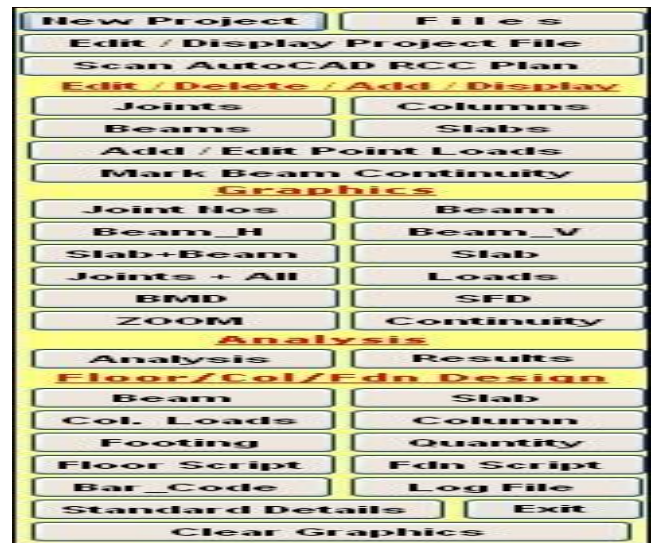 New Project Files
Edit / Display Project File
Scan AutoCAD RCC Plan
Edit / Delete / Add / Display
Joints Columns
Beams Slabs
Add / Edit Point Loads
Mark Beam Continuity
Graphics
Joint Nos Beam
Beam_H Beam_V
Slab+Beam Slab
Joints + All Loads
BMD SFD
ZOOM Continuity
Analysis
Analysis Results
Floor/Col/Fdn Design
Beam Slab
Col. Loads Column
Footing Quantity
Floor Script Fdn Script
Bar_Code Log File
Standard Details Exit
Clear Graphics